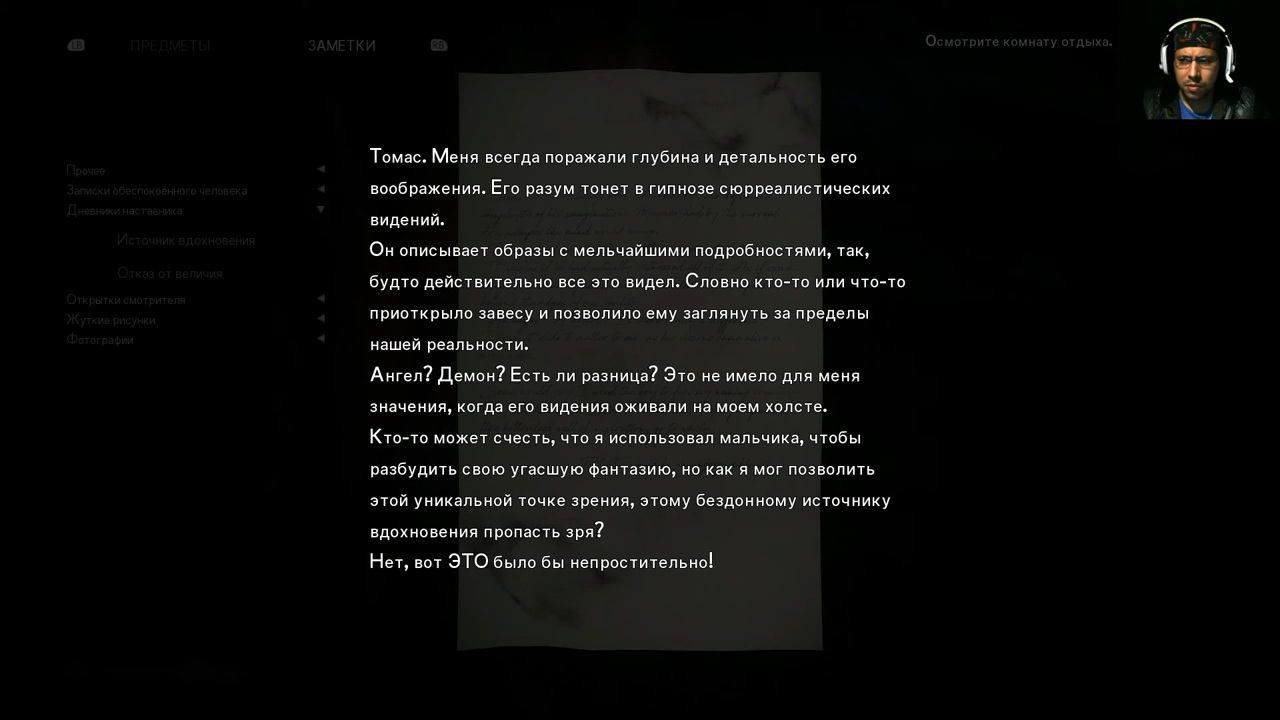 LB
ПРЕДМЕТЫ
ЗАМЕТКИ
RB
Осмотрите комнату отдыха.
Прочее
Записки обеспокоенного человека
Дневники наставника
Источник вдохновения
Отказ от величия
Открытки смотрителя
Жуткие рисунки
Фотографии
Томас. Меня всегда поражали глубина и детальность его
воображения. Его разум тонет в гипнозе сюрреалистических
видений.
Он описывает образы с мельчайшими подробностями, так,
будто действительно все это видел. Словно кто-то или что-то
приоткрыло завесу и позволило ему заглянуть за пределы
нашей реальности.
Ангел? Демон? Есть ли разница? Это не имело для меня
значения, когда его видения оживали на моем холсте.
Кто-то может счесть, что я использовал мальчика, чтобы
разбудить свою угасшую фантазию, но как я мог позволить
этой уникальной точке зрения, этому бездонному источнику
вдохновения пропасть зря?
Нет, вот ЭТО было бы непростительно!